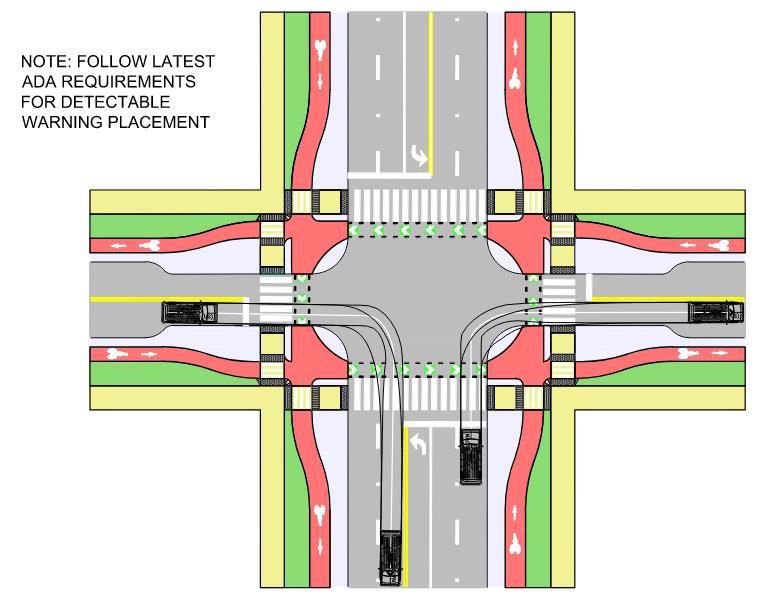 NOTE: FOLLOW LATEST
ADA REQUIREMENTS
FOR DETECTABLE
WARNING PLACEMENT